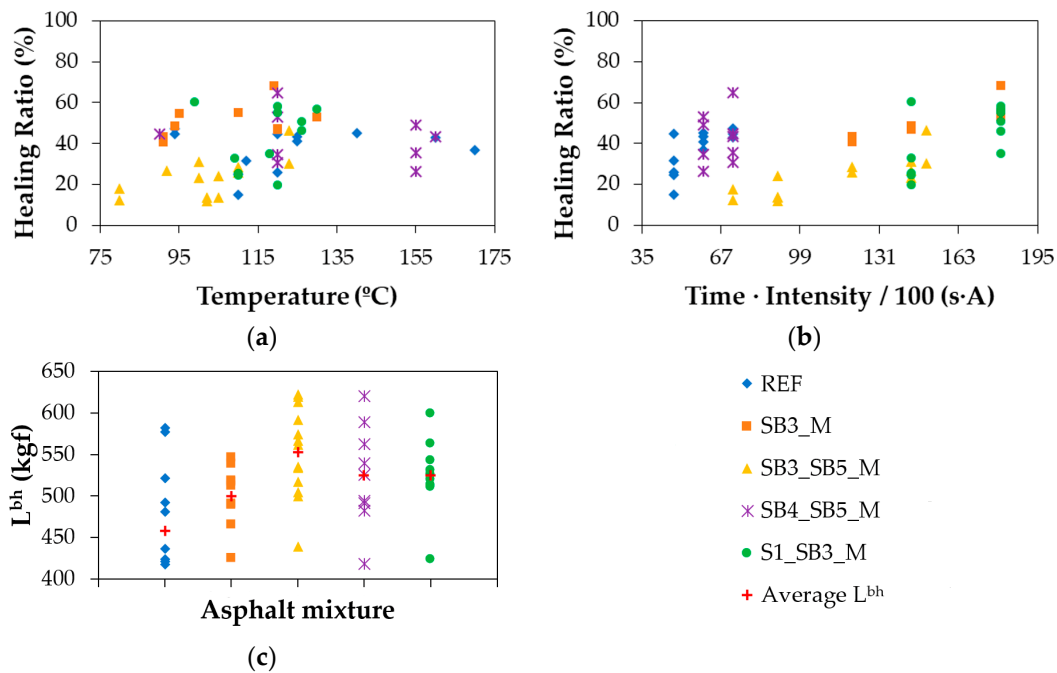 (a)
Healing Ratio (%)
100
80
60
40
20
0
75
95
115
135
155
175
Temperature (ºC)
(b)
Healing Ratio (%)
100
80
60
40
20
0
35
67
99
131
163
195
Time · Intensity / 100 (s·A)
(c)
L^bh (kgf)
650
600
550
500
450
400
Asphalt mixture
REF
SB3_M
SB3_SB5_M
SB4_SB5_M
S1_SB3_M
Average L^bh